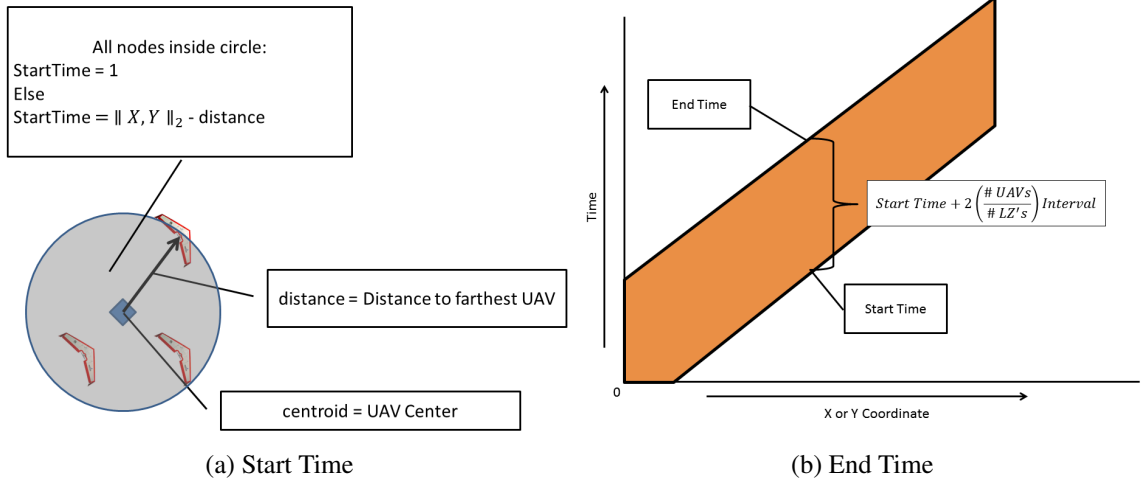 All nodes inside circle:
StartTime = 1
Else
StartTime = ‖ X, Y ‖₂ - distance
distance = Distance to farthest UAV
centroid = UAV Center
(a) Start Time
End Time
Time
Start Time + 2 (# UAVs / # LZ's) Interval
Start Time
0
X or Y Coordinate
(b) End Time